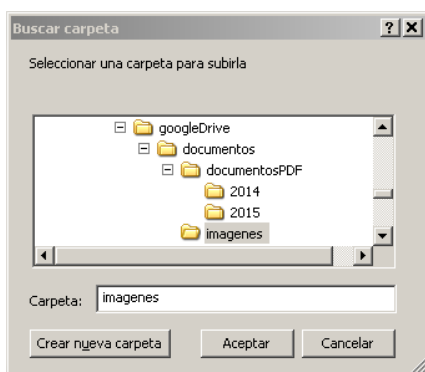 Buscar carpeta
Seleccionar una carpeta para subirla
googleDrive
documentos
documentosPDF
2014
2015
imagenes
Carpeta: imagenes
Crear nueva carpeta Aceptar Cancelar